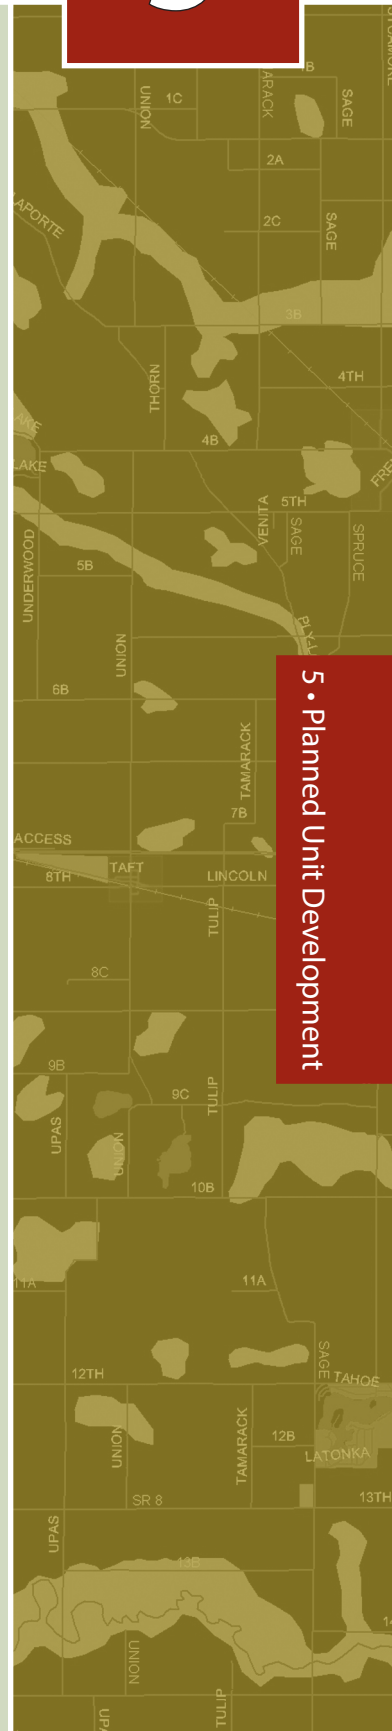 1B
SYCAMORE
UNION
1C
SAGE
2A
LAPORTE
2C
SAGE
3B
THORN
4TH
4B
LAKE
5TH
VENITA
SAGE
SPRUCE
UNDERWOOD
5B
UNION
6B
TAMARACK
5 • Planned Unit Development
7B
ACCESS
8TH
TAFT
LINCOLN
TULIP
8C
9B
9C
TULIP
UPAS
UNION
10B
11A
11A
12TH
SAGE
TAHOE
UNION
TAMARACK
12B
LATONKA
SR 8
13TH
UPAS
13B
UNION
TULIP